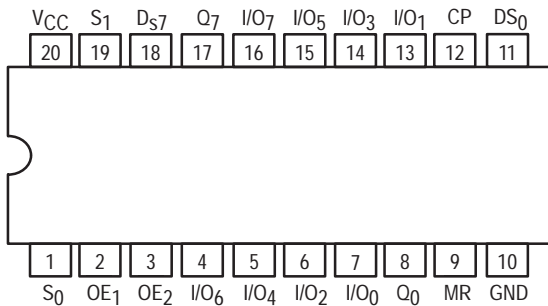 VCC S1 Ds7 Q7 I/O7 I/O5 I/O3 I/O1 CP DS0
20 19 18 17 16 15 14 13 12 11
1 2 3 4 5 6 7 8 9 10
S0 OE1 OE2 I/O6 I/O4 I/O2 I/O0 Q0 MR GND